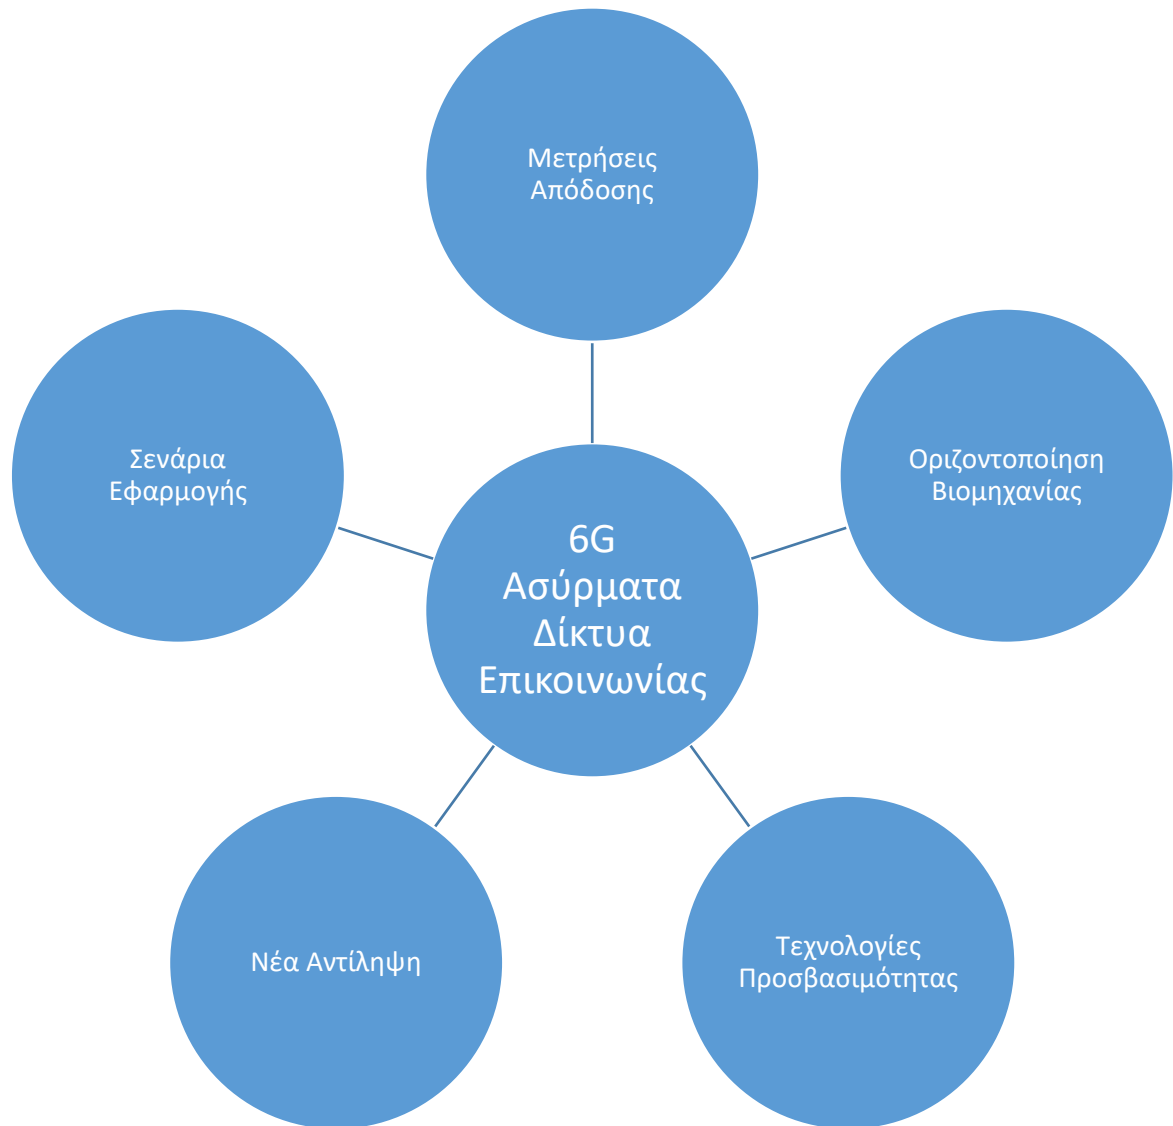 Μετρήσεις
Απόδοσης
Σενάρια
Εφαρμογής
Οριζοντοποίηση
Βιομηχανίας
6G
Ασύρματα
Δίκτυα
Επικοινωνίας
Νέα Αντίληψη
Τεχνολογίες
Προσβασιμότητας